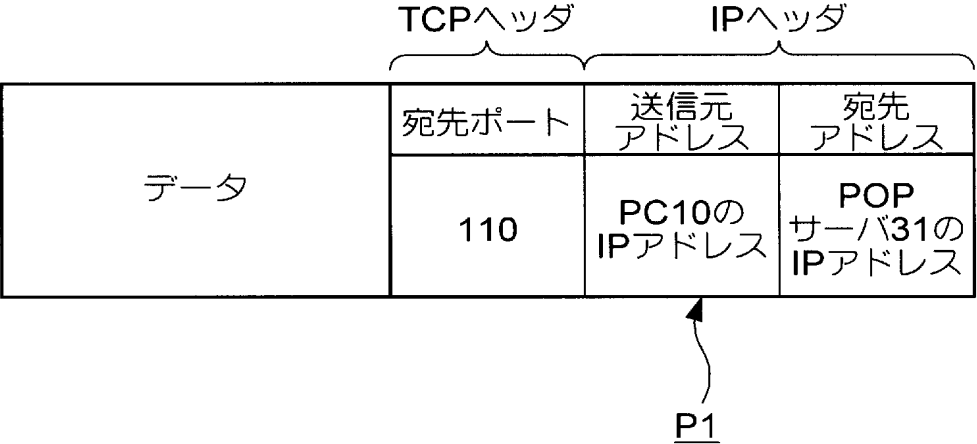 TCPヘッダ
IPヘッダ
宛先ポート
送信元
アドレス
宛先
アドレス
データ
110
PC10の
IPアドレス
POP
サーバ31の
IPアドレス
P1